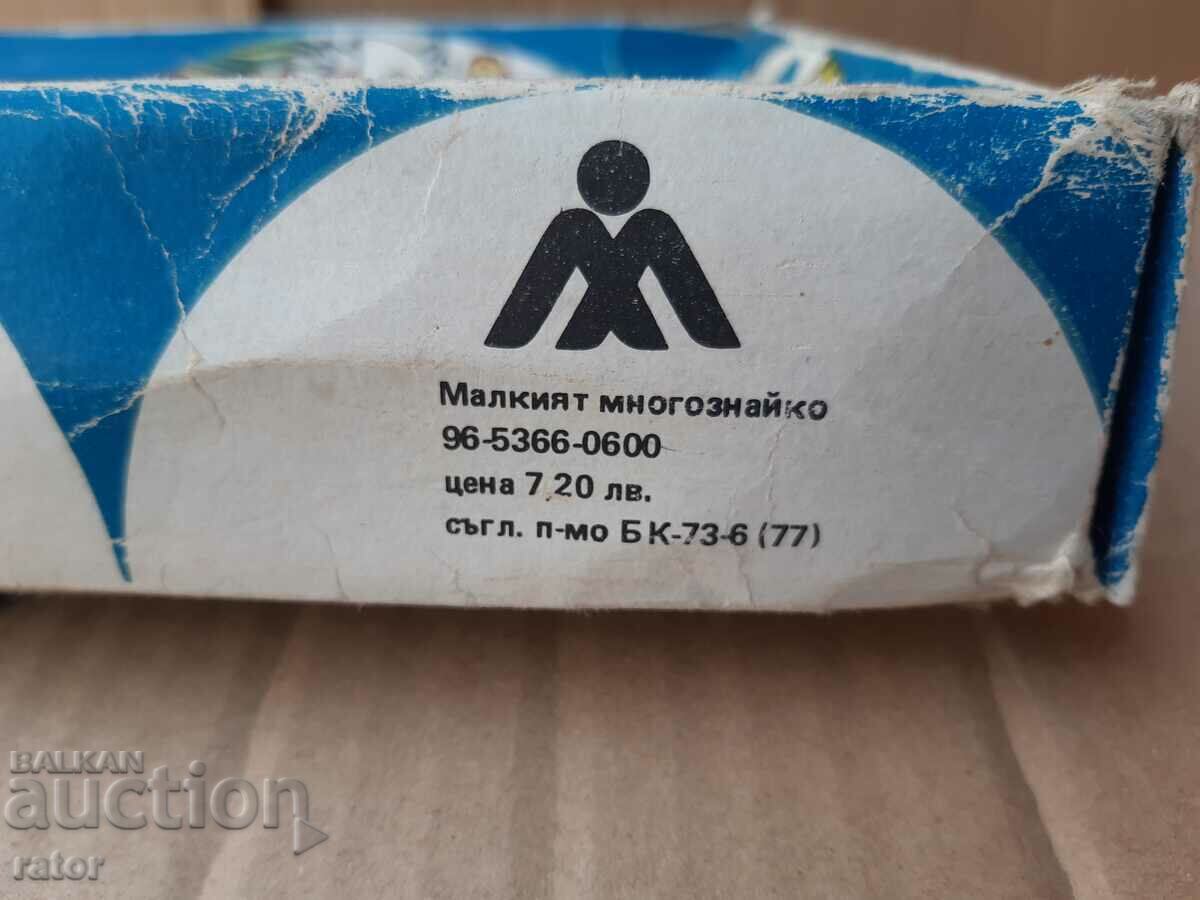 Малкият многознайко
96-5366-0600
цена 7,20 лв.
съгл. п-мо БК-73-6 (77)
BALKAN
auction
rator